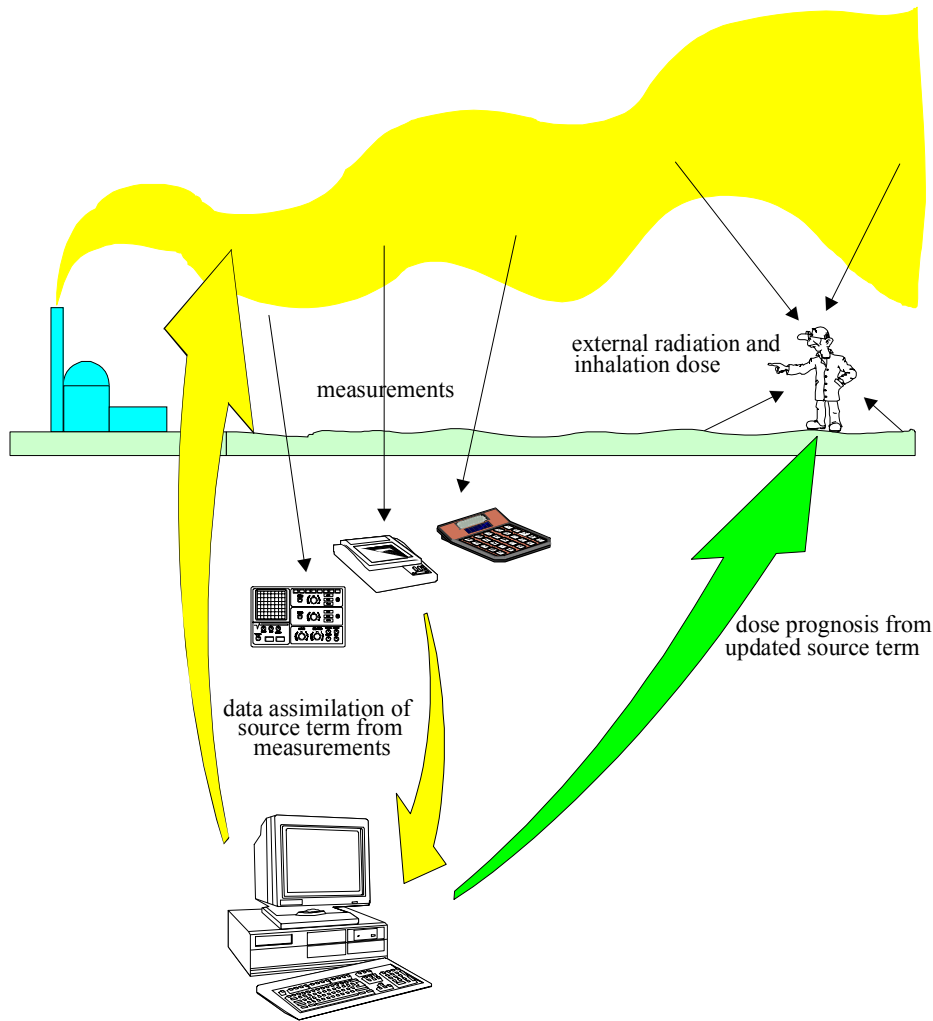 external radiation and
inhalation dose
measurements
dose prognosis from
updated source term
data assimilation of
source term from
measurements